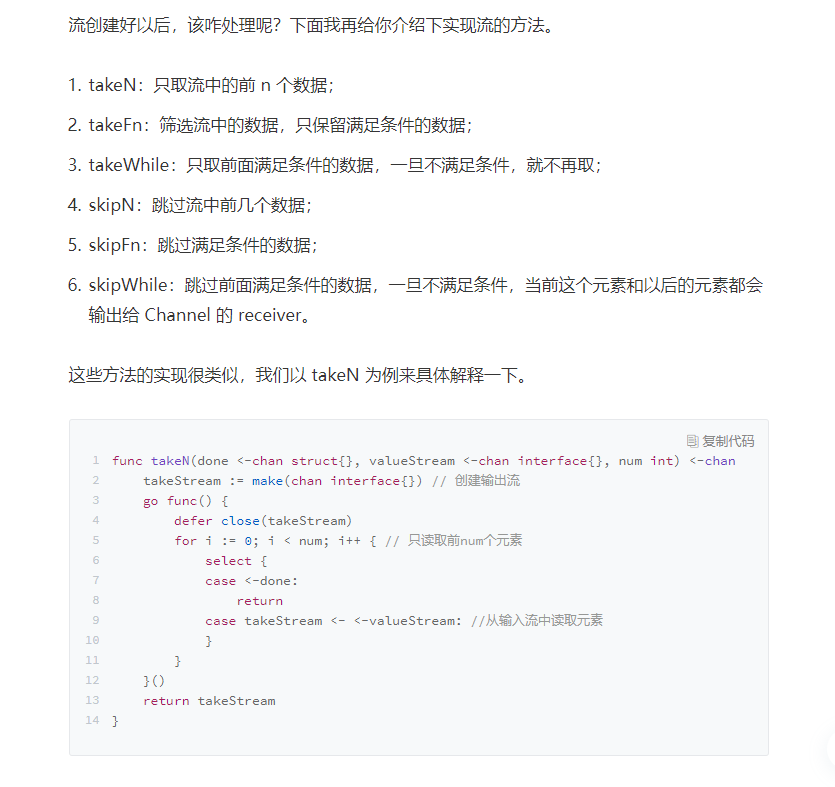 流创建好以后，该咋处理呢？下面我再给你介绍下实现流的方法。
1. takeN：只取流中的前 n 个数据；
2. takeFn：筛选流中的数据，只保留满足条件的数据；
3. takeWhile：只取前面满足条件的数据，一旦不满足条件，就不再取；
4. skipN：跳过流中前几个数据；
5. skipFn：跳过满足条件的数据；
6. skipWhile：跳过前面满足条件的数据，一旦不满足条件，当前这个元素和以后的元素都会
输出给 Channel 的 receiver。
这些方法的实现很类似，我们以 takeN 为例来具体解释一下。
复制代码
1 func takeN(done <-chan struct{}, valueStream <-chan interface{}, num int) <-chan
2     takeStream := make(chan interface{}) // 创建输出流
3     go func() {
4         defer close(takeStream)
5         for i := 0; i < num; i++ { // 只读取前num个元素
6             select {
7             case <-done:
8                 return
9             case takeStream <- <-valueStream: //从输入流中读取元素
10             }
11         }
12     }()
13     return takeStream
14 }